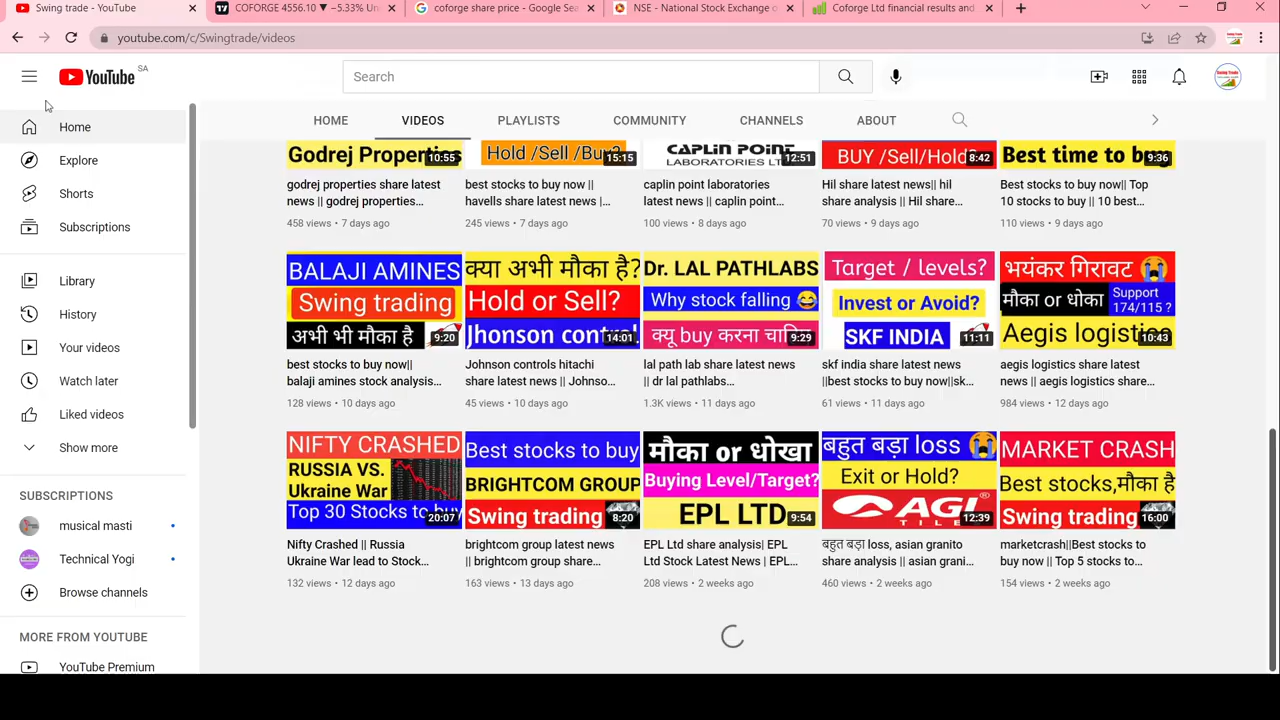 Swing trade - YouTube
COFORGE 4556.10 ▼ −5.33% Un
coforge share price - Google Sea
NSE - National Stock Exchange o
Coforge Ltd financial results and
youtube.com/c/Swingtrade/videos
YouTube SA
Search
Home
Explore
Shorts
Subscriptions
Library
History
Your videos
Watch later
Liked videos
Show more
SUBSCRIPTIONS
musical masti
Technical Yogi
Browse channels
MORE FROM YOUTUBE
YouTube Premium
HOME VIDEOS PLAYLISTS COMMUNITY CHANNELS ABOUT
Godrej Properties
10:55
godrej properties share latest
news || godrej properties...
458 views • 7 days ago
Hold /Sell /Buy?
15:15
best stocks to buy now ||
havells share latest news |...
245 views • 7 days ago
CAPLIN POINT
LABORATORIES LT
12:51
caplin point laboratories
latest news || caplin point...
100 views • 8 days ago
BUY /Sell/Hold?
8:42
Hil share latest news|| hil
share analysis || Hil share...
70 views • 9 days ago
Best time to buy
9:36
Best stocks to buy now|| Top
10 stocks to buy || 10 best...
110 views • 9 days ago
BALAJI AMINES
Swing trading
अभी भी मौका है
9:20
best stocks to buy now||
balaji amines stock analysis...
128 views • 10 days ago
क्या अभी मौका है?
Hold or Sell?
Jhonson control
14:01
Johnson controls hitachi
share latest news || Johnso...
45 views • 10 days ago
Dr. LAL PATHLABS
Why stock falling 😂
क्यू buy करना चाहि
9:29
lal path lab share latest news
|| dr lal pathlabs...
1.3K views • 11 days ago
Target / levels?
Invest or Avoid?
SKF INDIA
11:11
skf india share latest news
||best stocks to buy now||sk...
61 views • 11 days ago
भयंकर गिरावट 😭
मौका or धोका
Support
174/115 ?
Aegis logistics
10:43
aegis logistics share latest
news || aegis logistics share...
984 views • 12 days ago
NIFTY CRASHED
RUSSIA VS.
Ukraine War
Top 30 Stocks to buy
20:07
Nifty Crashed || Russia
Ukraine War lead to Stock...
132 views • 12 days ago
Best stocks to buy
BRIGHTCOM GROUP
Swing trading
8:20
brightcom group latest news
|| brightcom group share...
163 views • 13 days ago
मौका or धोखा
Buying Level/Target?
EPL LTD
9:54
EPL Ltd share analysis| EPL
Ltd Stock Latest News | EPL...
208 views • 2 weeks ago
बहुत बड़ा loss 😭
Exit or Hold?
AGL®
TILE
12:39
बहुत बड़ा loss, asian granito
share analysis || asian grani...
460 views • 2 weeks ago
MARKET CRASH
Best stocks,मौका है
Swing trading
16:00
marketcrash||Best stocks to
buy now || Top 5 stocks to...
154 views • 2 weeks ago